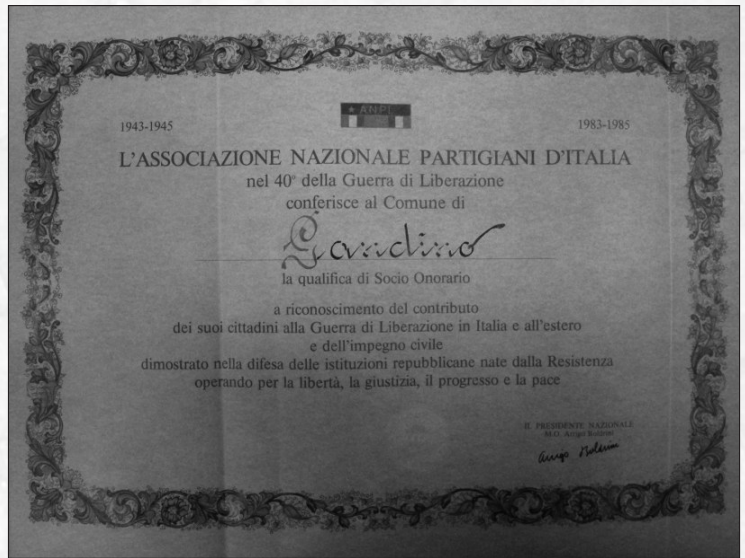 ★ ANPI
1943-1945
1983-1985
L'ASSOCIAZIONE NAZIONALE PARTIGIANI D'ITALIA
nel 40° della Guerra di Liberazione
conferisce al Comune di
Gandino
la qualifica di Socio Onorario
a riconoscimento del contributo
dei suoi cittadini alla Guerra di Liberazione in Italia e all'estero
e dell'impegno civile
dimostrato nella difesa delle istituzioni repubblicane nate dalla Resistenza
operando per la libertà, la giustizia, il progresso e la pace
IL PRESIDENTE NAZIONALE
M.O. Arrigo Boldrini
Arrigo Boldrini